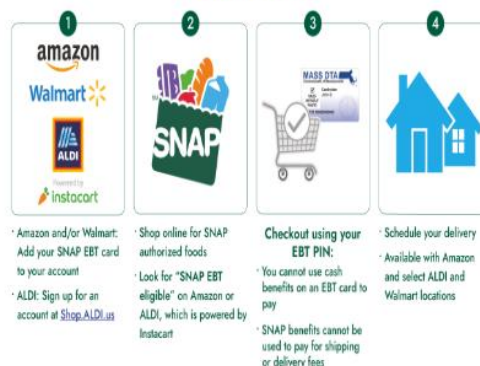 1
amazon
Walmart
ALDI
Powered by
instacart
· Amazon and/or Walmart:
Add your SNAP EBT card
to your account
· ALDI: Sign up for an
account at Shop.ALDI.us
2
SNAP
· Shop online for SNAP
authorized foods
· Look for "SNAP EBT
eligible" on Amazon or
ALDI, which is powered by
Instacart
3
MASS DTA
Checkout using your
EBT PIN:
· You cannot use cash
benefits on an EBT card to
pay
· SNAP benefits cannot be
used to pay for shipping
or delivery fees
4
· Schedule your delivery
· Available with Amazon
and select ALDI and
Walmart locations